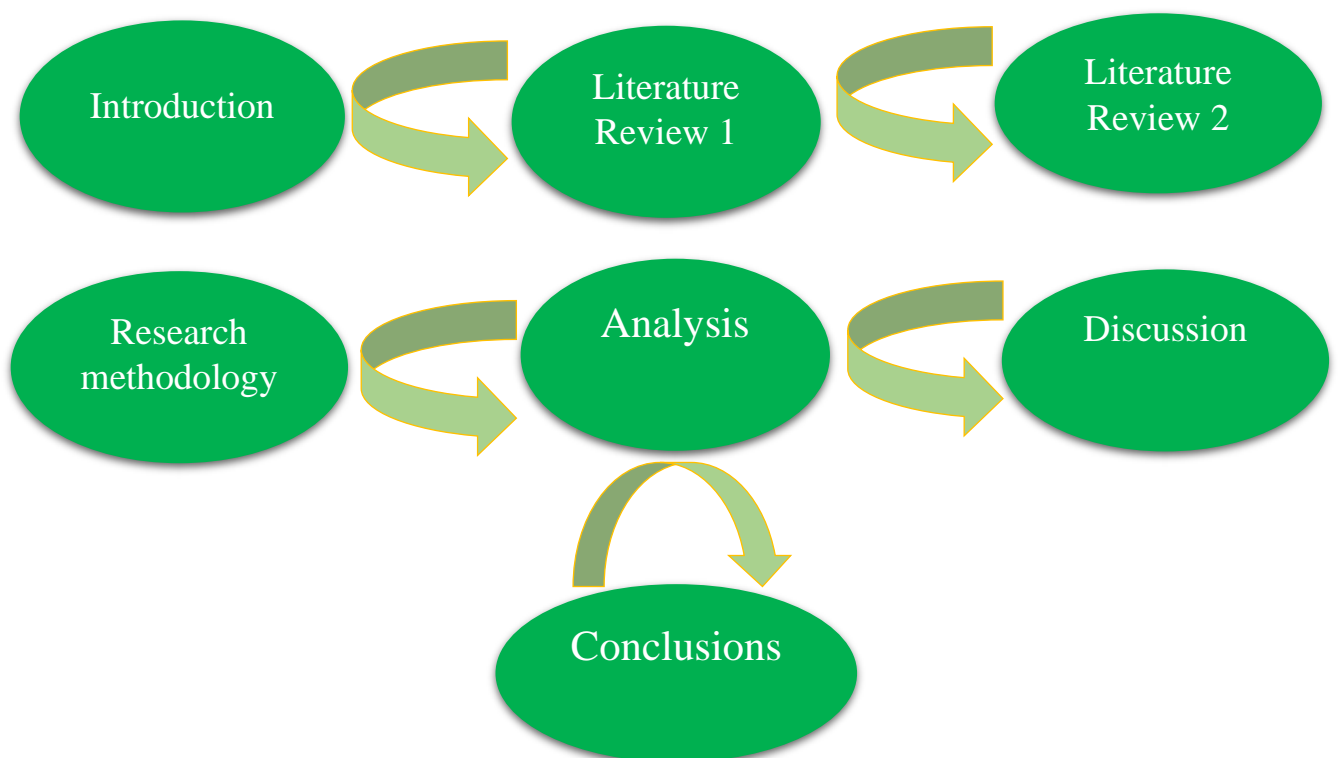 Introduction
Literature
Review 1
Literature
Review 2
Research
methodology
Analysis
Discussion
Conclusions